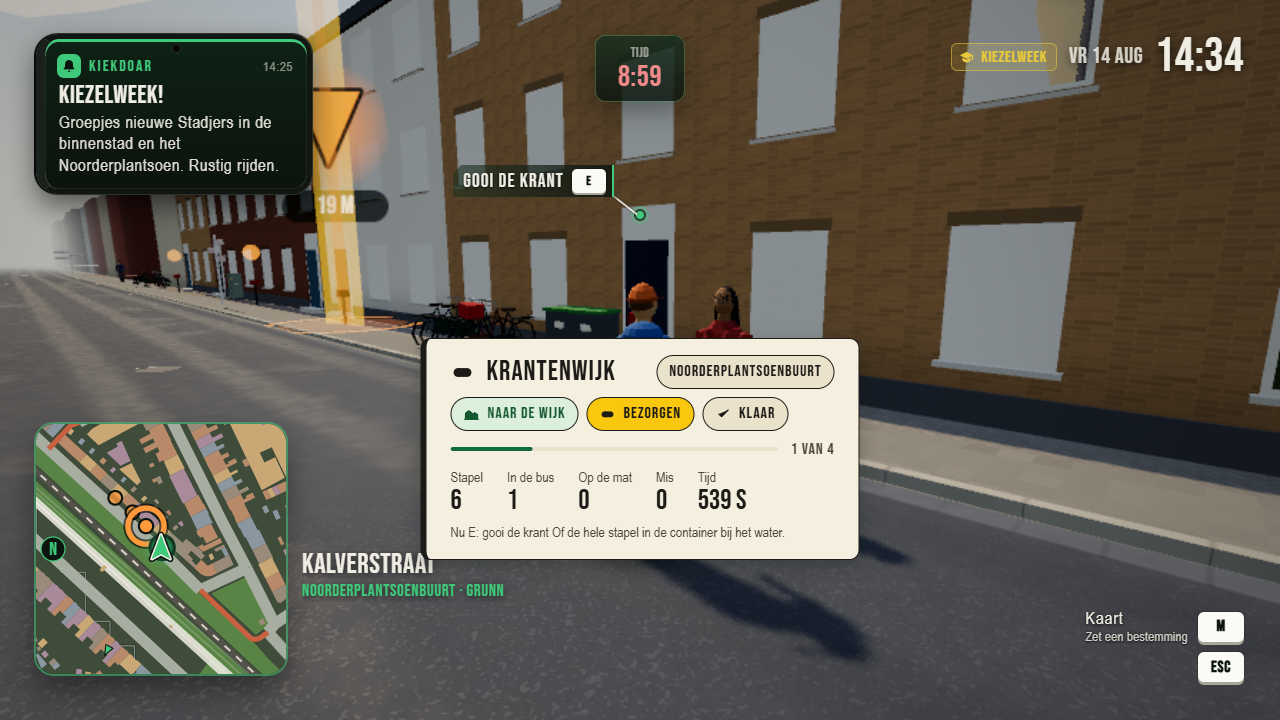 KIEKDOAR 14:25
KIEZELWEEK!
Groepjes nieuwe Stadjers in de
binnenstad en het
Noorderplantsoen. Rustig rijden.
TIJD
8:59
KIEZELWEEK VR 14 AUG 14:34
GOOI DE KRANT E
19 M
KRANTENWIJK NOORDERPLANTSOENBUURT
NAAR DE WIJK BEZORGEN KLAAR
1 VAN 4
Stapel In de bus Op de mat Mis Tijd
6 1 0 0 539 S
Nu E: gooi de krant Of de hele stapel in de container bij het water.
N
KALVERSTRAAT
NOORDERPLANTSOENBUURT · GRUNN
Kaart M
Zet een bestemming
ESC